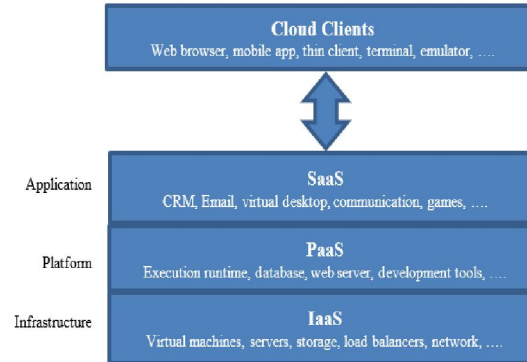 Cloud Clients
Web browser, mobile app, thin client, terminal, emulator, ….
Application
SaaS
CRM, Email, virtual desktop, communication, games, ….
Platform
PaaS
Execution runtime, database, web server, development tools, ….
Infrastructure
IaaS
Virtual machines, servers, storage, load balancers, network, ….